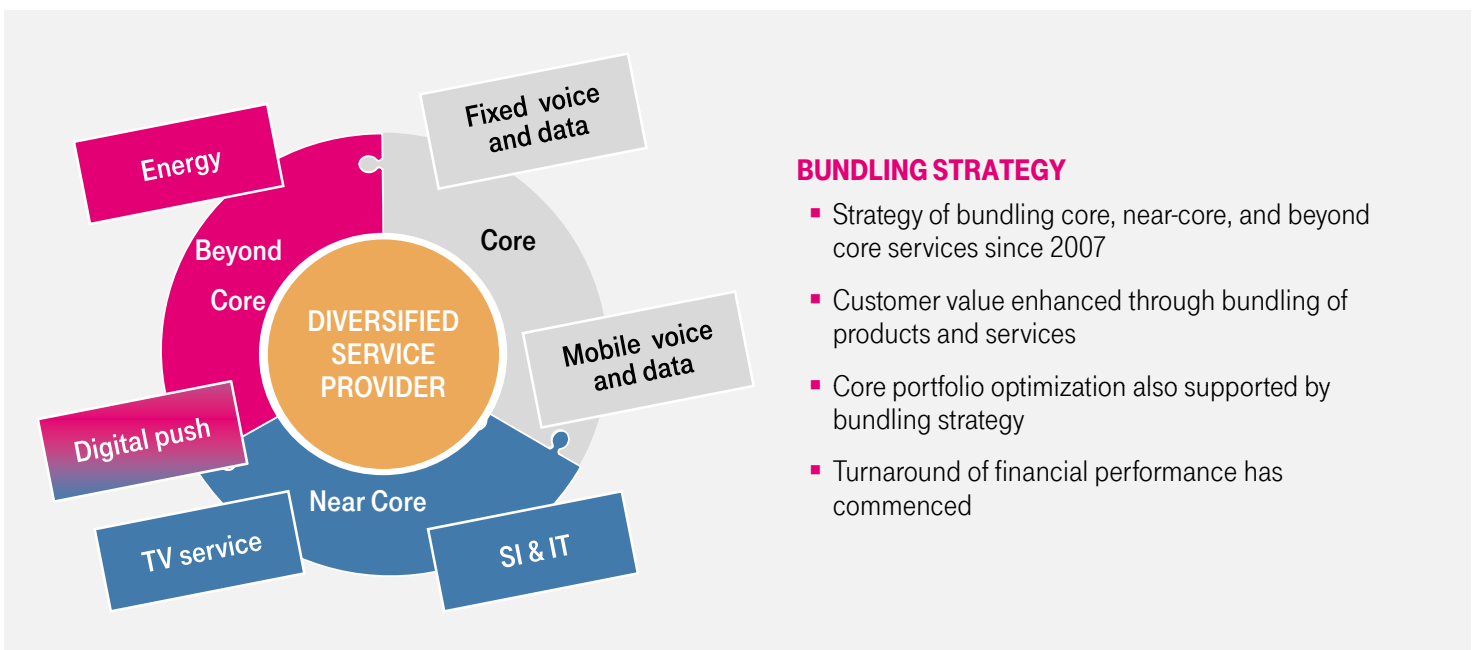 Fixed voice
and data
Energy
Beyond
Core
Core
DIVERSIFIED
SERVICE
PROVIDER
Mobile voice
and data
Digital push
Near Core
TV service
SI & IT
BUNDLING STRATEGY
Strategy of bundling core, near-core, and beyond
core services since 2007
Customer value enhanced through bundling of
products and services
Core portfolio optimization also supported by
bundling strategy
Turnaround of financial performance has
commenced